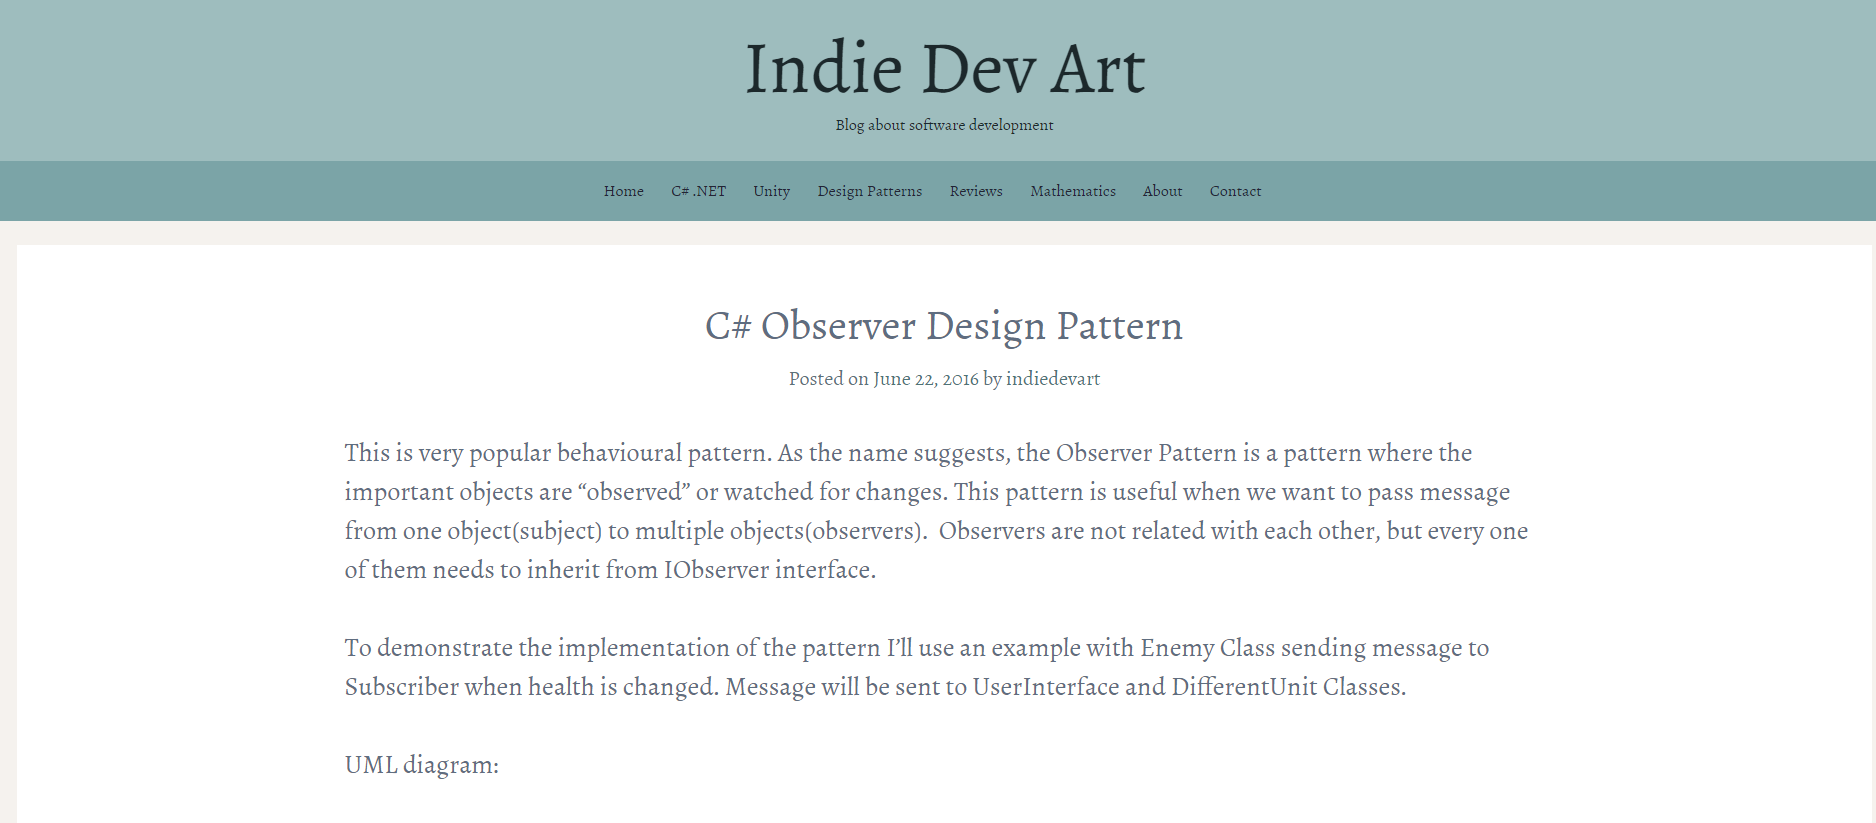 Indie Dev Art
Blog about software development
Home C# .NET Unity Design Patterns Reviews Mathematics About Contact
C# Observer Design Pattern
Posted on June 22, 2016 by indiedevart
This is very popular behavioural pattern. As the name suggests, the Observer Pattern is a pattern where the
important objects are “observed” or watched for changes. This pattern is useful when we want to pass message
from one object(subject) to multiple objects(observers).  Observers are not related with each other, but every one
of them needs to inherit from IObserver interface.
To demonstrate the implementation of the pattern I’ll use an example with Enemy Class sending message to
Subscriber when health is changed. Message will be sent to UserInterface and DifferentUnit Classes.
UML diagram: